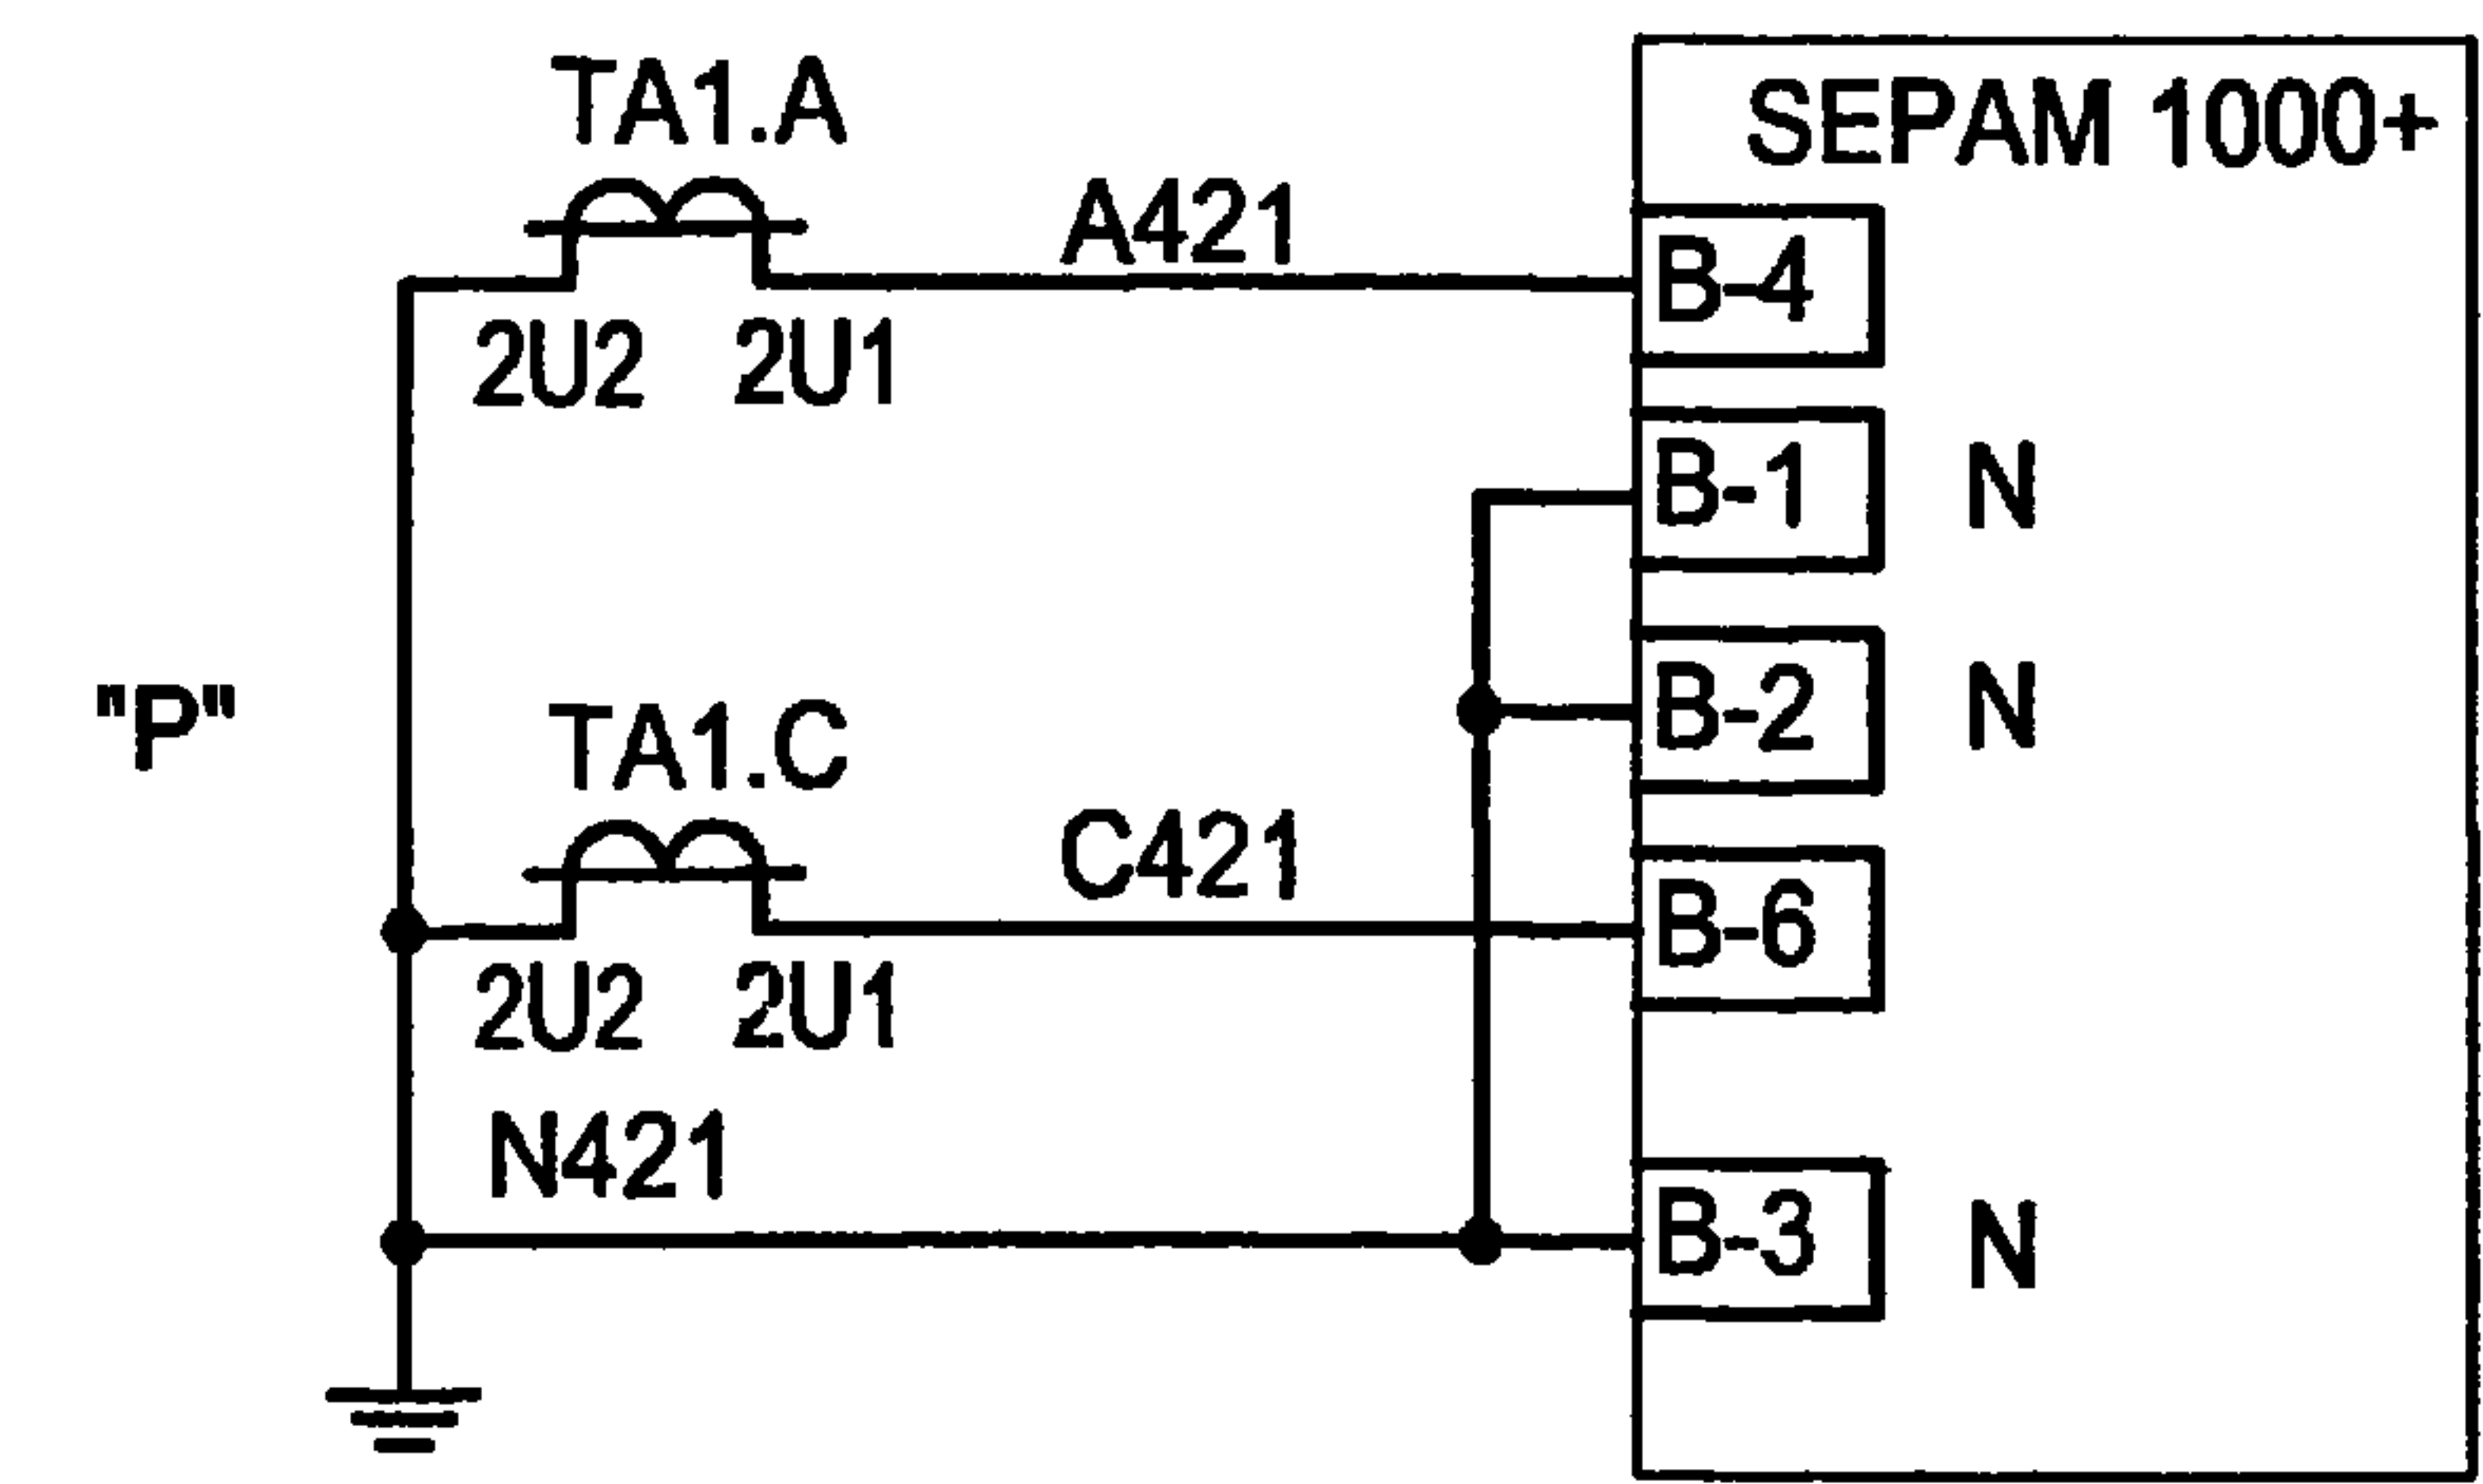 TA1.A
SEPAM 1000+
A421
B-4
2U2 2U1
B-1 N
"P"
TA1.C
B-2 N
C421
B-6
2U2 2U1
N421
B-3 N